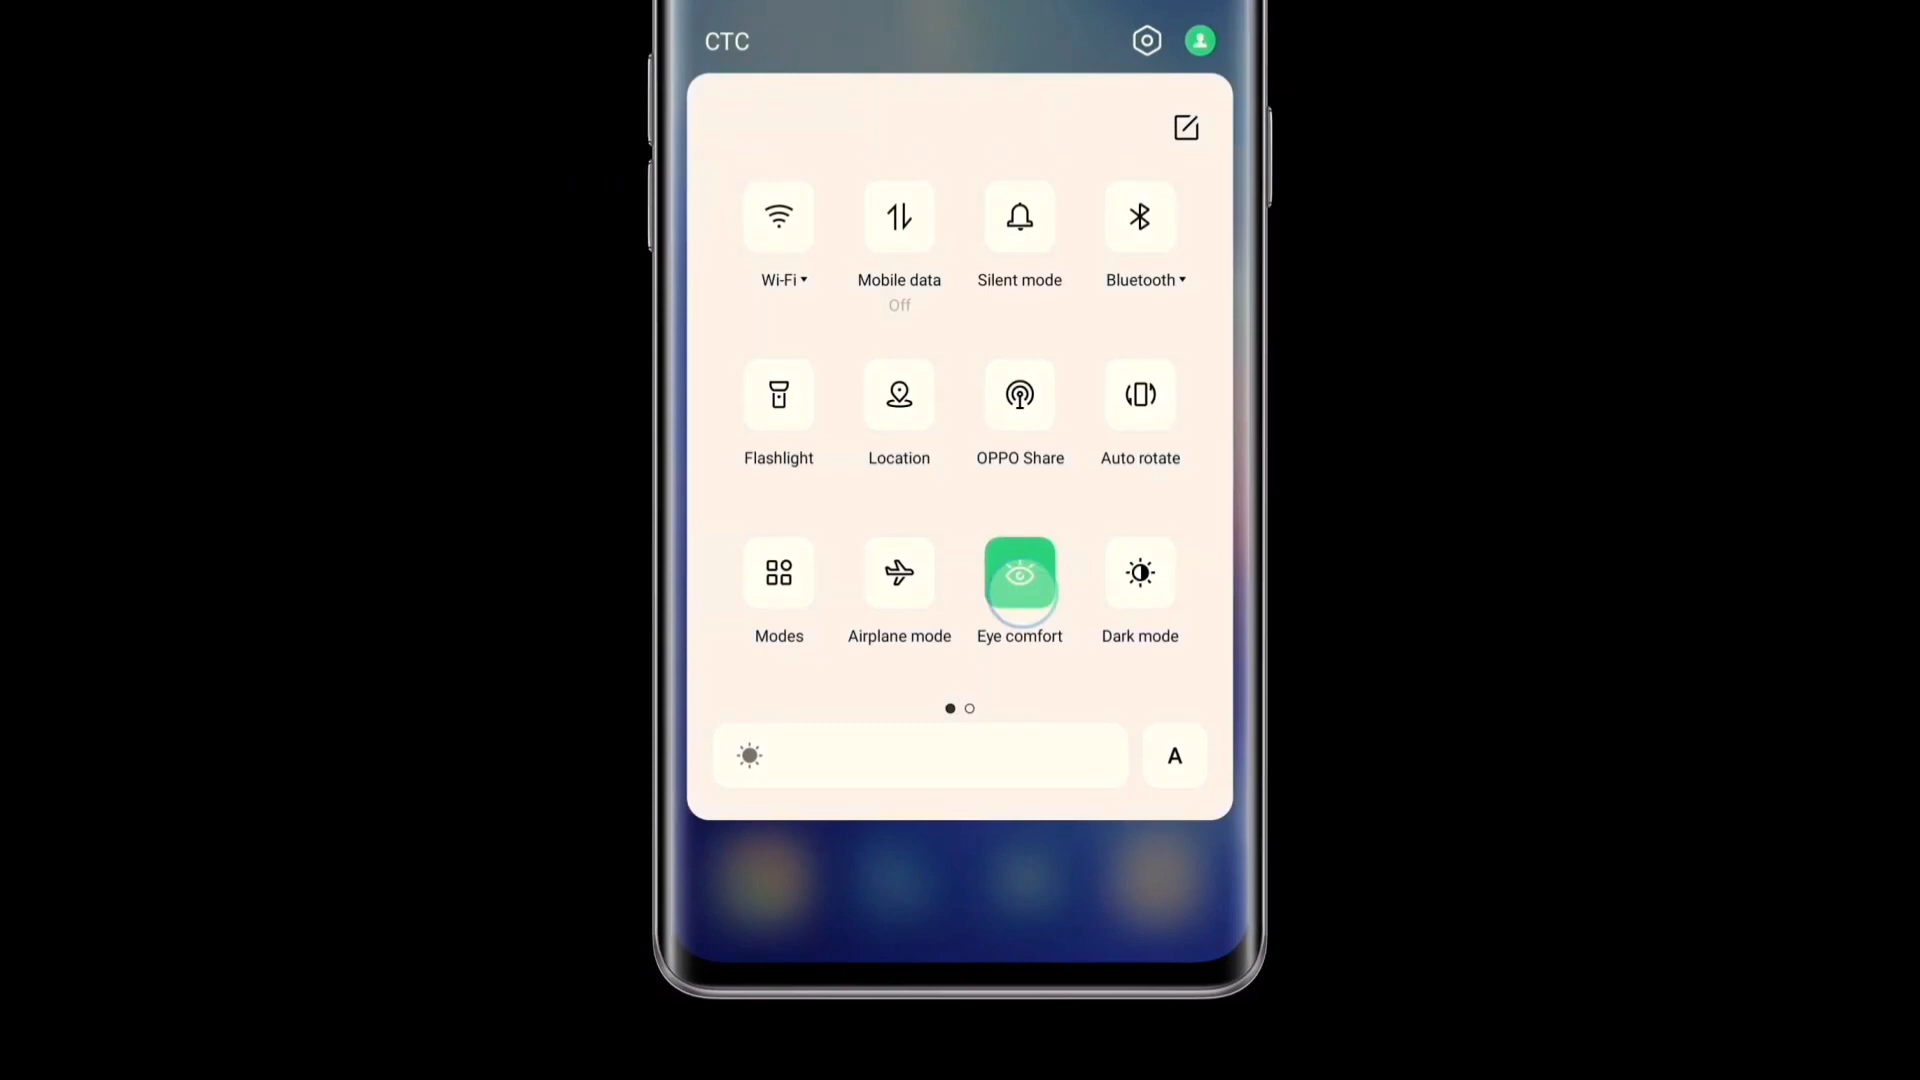 CTC
Wi-Fi
Mobile data
Off
Silent mode
Bluetooth
Flashlight
Location
OPPO Share
Auto rotate
Modes
Airplane mode
Eye comfort
Dark mode
A